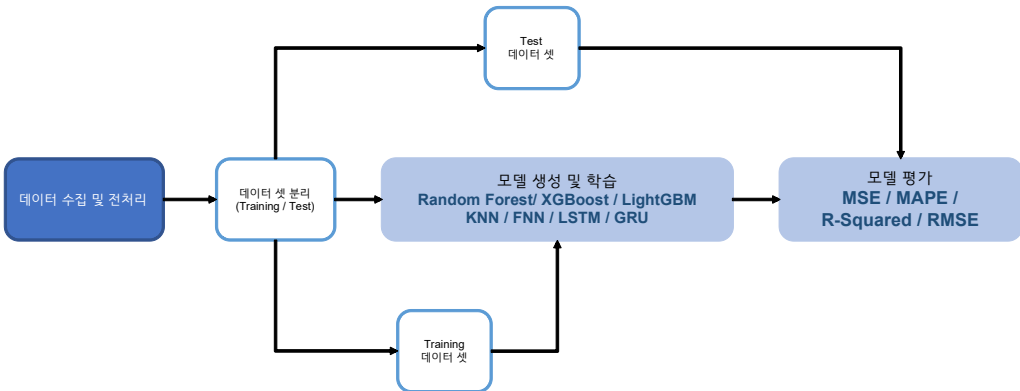 Test
데이터 셋
데이터 수집 및 전처리
데이터 셋 분리
(Training / Test)
모델 생성 및 학습
Random Forest/ XGBoost / LightGBM
KNN / FNN / LSTM / GRU
모델 평가
MSE / MAPE /
R-Squared / RMSE
Training
데이터 셋